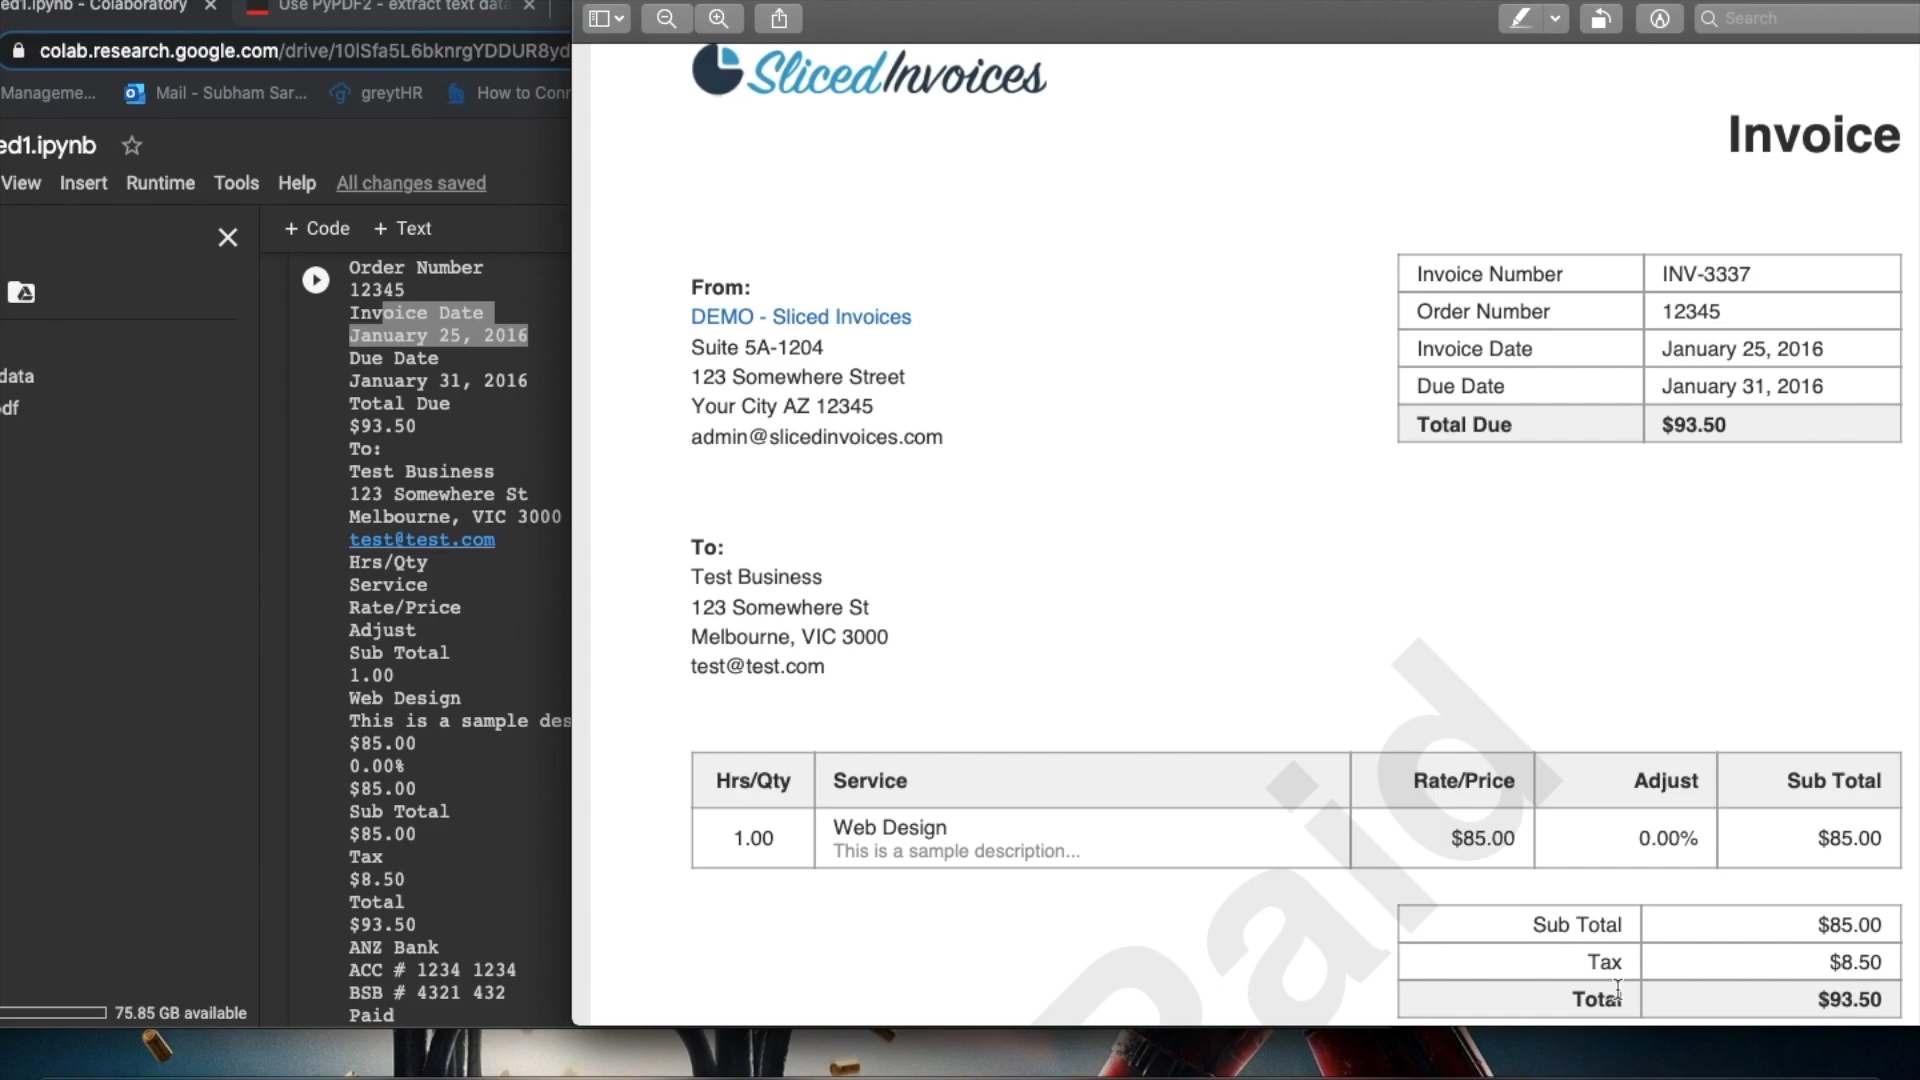 ed1.ipynb - Colaboratory
Use PyPDF2 - extract text data
colab.research.google.com/drive/10lSfa5L6bknrgYDDUR8yd
Manageme...
Mail - Subham Sar...
greytHR
How to Conn
ed1.ipynb
View Insert Runtime Tools Help All changes saved
+ Code + Text
data
df
75.85 GB available
Order Number
12345
Invoice Date
January 25, 2016
Due Date
January 31, 2016
Total Due
$93.50
To:
Test Business
123 Somewhere St
Melbourne, VIC 3000
test@test.com
Hrs/Qty
Service
Rate/Price
Adjust
Sub Total
1.00
Web Design
This is a sample des
$85.00
0.00%
$85.00
Sub Total
$85.00
Tax
$8.50
Total
$93.50
ANZ Bank
ACC # 1234 1234
BSB # 4321 432
Paid
Search
SlicedInvoices
Invoice
From:
DEMO - Sliced Invoices
Suite 5A-1204
123 Somewhere Street
Your City AZ 12345
admin@slicedinvoices.com
Invoice Number INV-3337
Order Number 12345
Invoice Date January 25, 2016
Due Date January 31, 2016
Total Due $93.50
To:
Test Business
123 Somewhere St
Melbourne, VIC 3000
test@test.com
Hrs/Qty Service Rate/Price Adjust Sub Total
1.00 Web Design $85.00 0.00% $85.00
This is a sample description...
Sub Total $85.00
Tax $8.50
Total $93.50
Paid